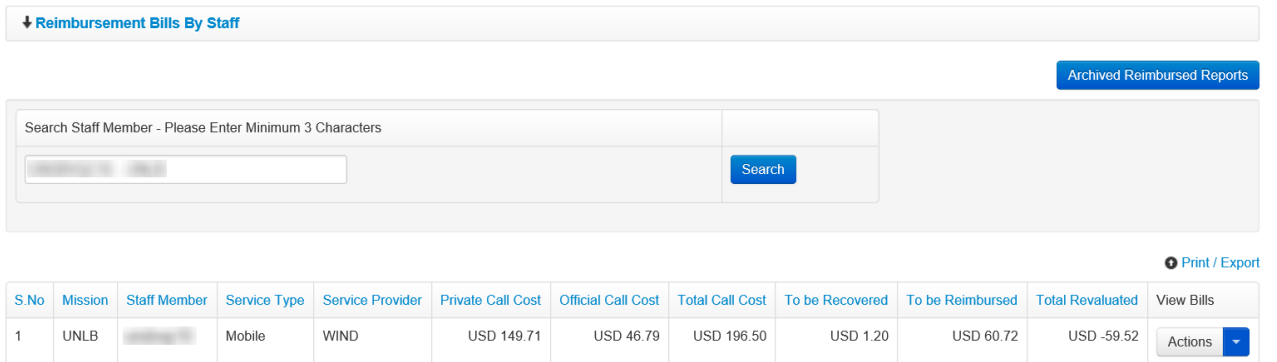 Reimbursement Bills By Staff
Archived Reimbursed Reports
Search Staff Member - Please Enter Minimum 3 Characters
Search
Print / Export
S.No Mission Staff Member Service Type Service Provider Private Call Cost Official Call Cost Total Call Cost To be Recovered To be Reimbursed Total Revaluated View Bills
1 UNLB Mobile WIND USD 149.71 USD 46.79 USD 196.50 USD 1.20 USD 60.72 USD -59.52 Actions